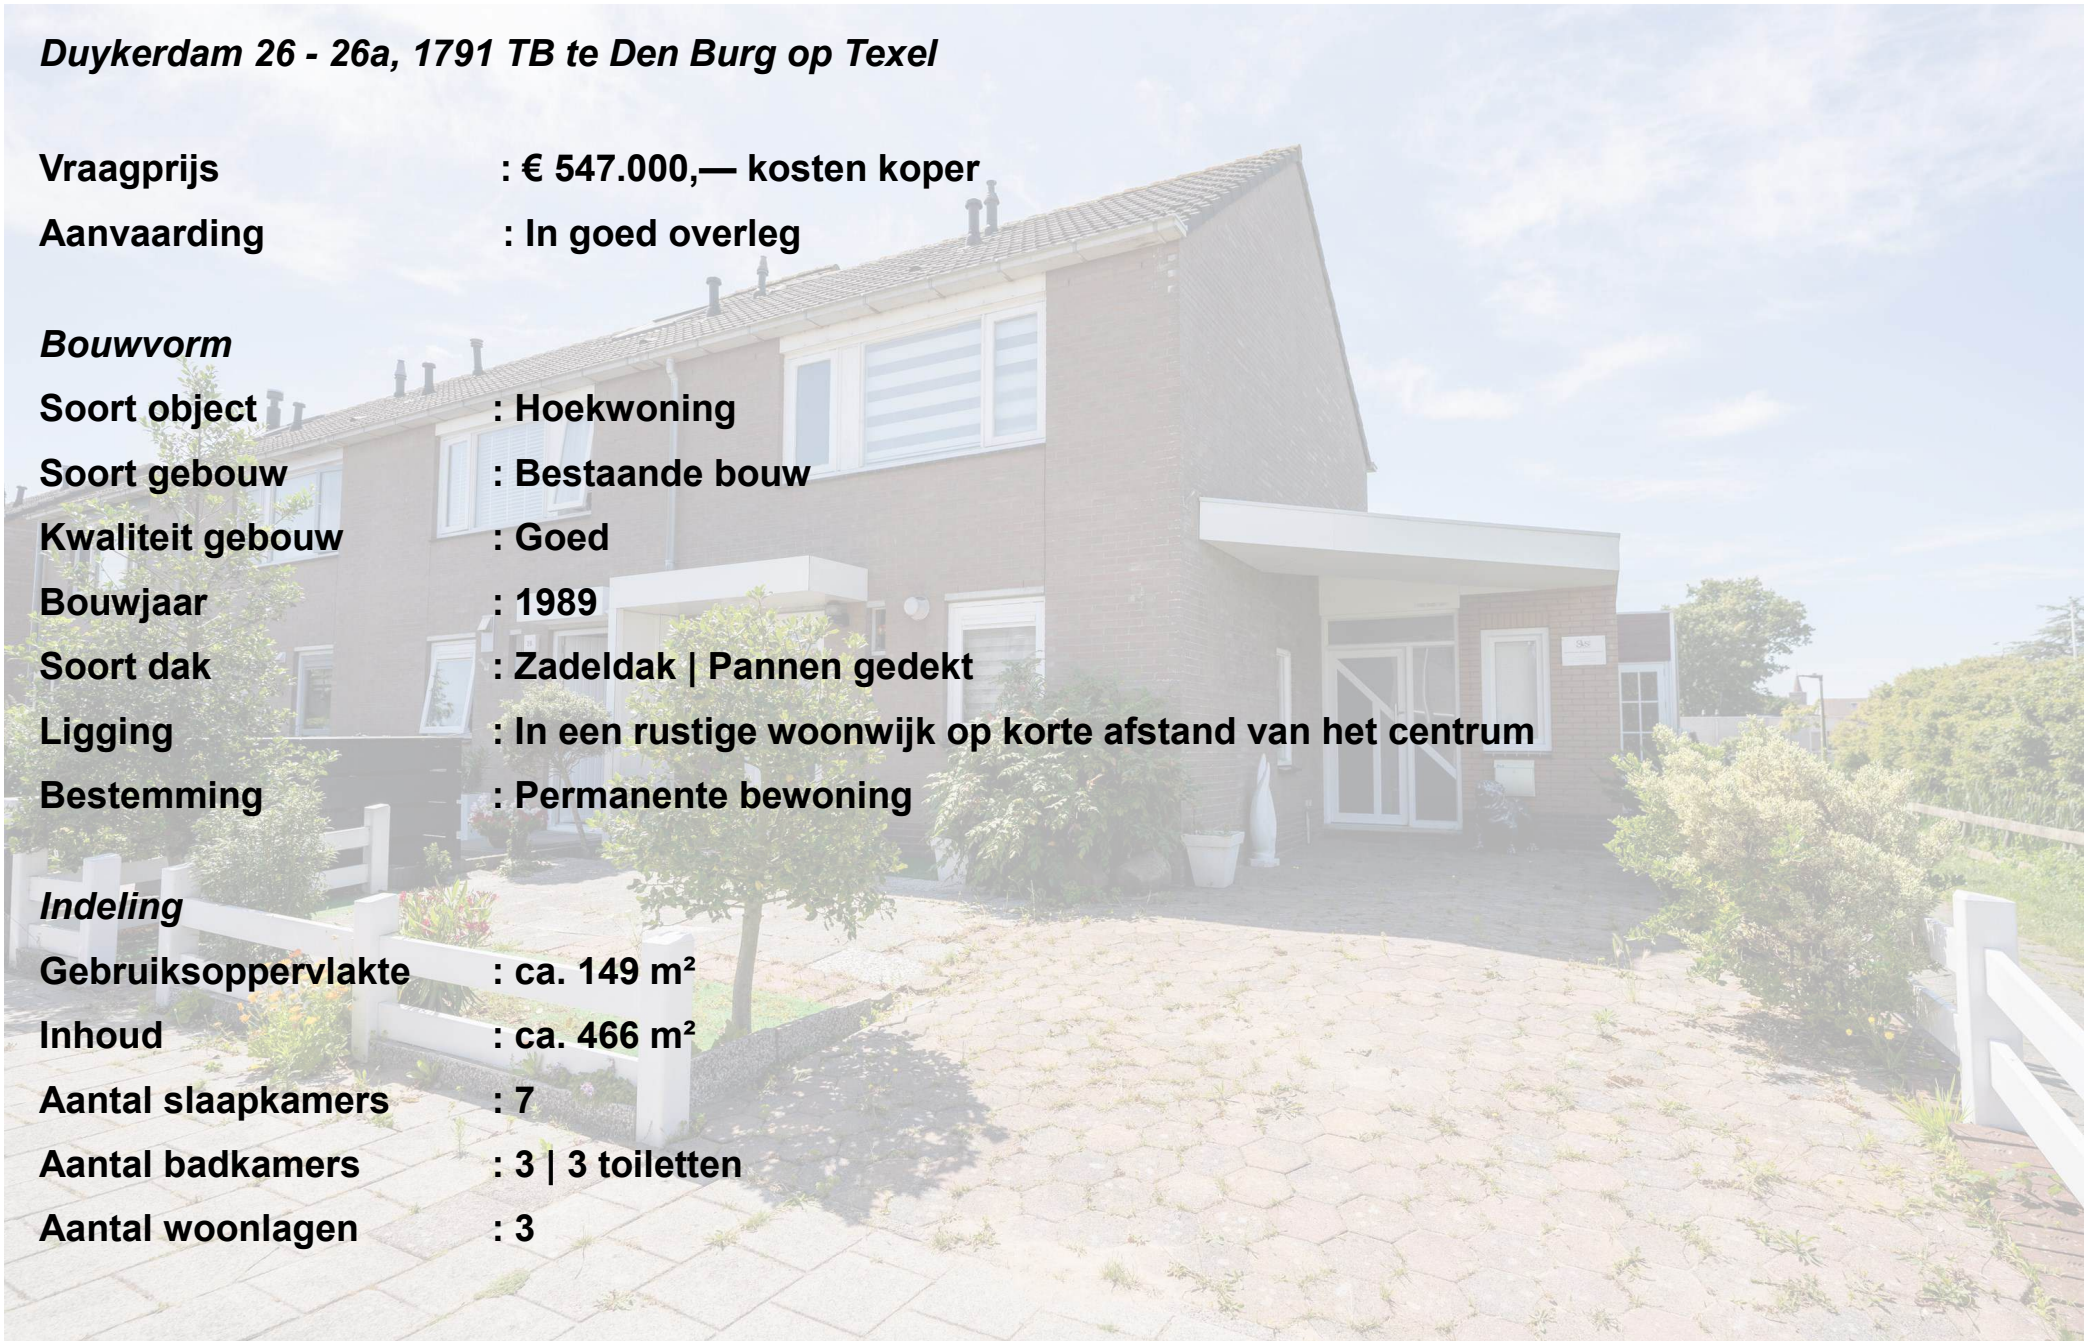 Duykerdam 26 - 26a, 1791 TB te Den Burg op Texel
Vraagprijs : € 547.000,— kosten koper
Aanvaarding : In goed overleg
Bouwvorm
Soort object : Hoekwoning
Soort gebouw : Bestaande bouw
Kwaliteit gebouw : Goed
Bouwjaar : 1989
Soort dak : Zadeldak | Pannen gedekt
Ligging : In een rustige woonwijk op korte afstand van het centrum
Bestemming : Permanente bewoning
Indeling
Gebruiksoppervlakte : ca. 149 m²
Inhoud : ca. 466 m²
Aantal slaapkamers : 7
Aantal badkamers : 3 | 3 toiletten
Aantal woonlagen : 3